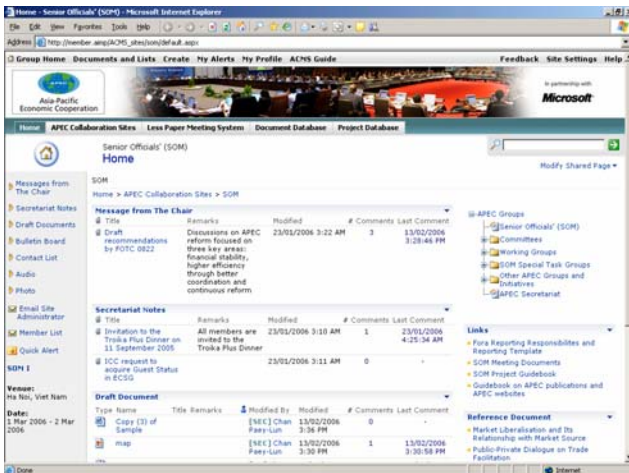 Home - Senior Officials' (SOM) - Microsoft Internet Explorer
File Edit View Favorites Tools Help
Address http://member.aimp/ACMS_sites/som/default.aspx
Group Home Documents and Lists Create My Alerts My Profile ACMS Guide Feedback Site Settings Help
APEC
Asia-Pacific
Economic Cooperation
In partnership with
Microsoft
Home APEC Collaboration Sites Less Paper Meeting System Document Database Project Database
Senior Officials' (SOM)
Home
Modify Shared Page
SOM
Home > APEC Collaboration Sites > SOM
Messages from
The Chair
Secretariat Notes
Draft Documents
Bulletin Board
Contact List
Audio
Photo
Email Site
Administrator
Member List
Quick Alert
SOM I
Venue:
Ha Noi, Viet Nam
Date:
1 Mar 2006 - 2 Mar
2006
Message from The Chair
Title Remarks Modified # Comments Last Comment
Draft
recommendations
by FOTC 0822
Discussions on APEC
reform focused on
three key areas:
financial stability,
higher efficiency
through better
coordination and
continuous reform.
23/01/2006 3:22 AM 3 13/02/2006
3:28:46 PM
Secretariat Notes
Title Remarks Modified # Comments Last Comment
Invitation to the
Troika Plus Dinner on
11 September 2005
All members are
invited to the
Troika Plus Dinner
23/01/2006 3:10 AM 1 23/01/2006
4:25:34 AM
ICC request to
acquire Guest Status
in ECSG
23/01/2006 3:11 AM 0 -
Draft Document
Type Name Title Remarks Modified By Modified # Comments Last Comment
Copy (3) of
Sample
[SEC] Chan
Paey-Lun
13/02/2006
3:36 PM
0 -
map
[SEC] Chan
Paey-Lun
13/02/2006
3:30 PM
1 13/02/2006
3:30:58 PM
APEC Groups
Senior Officials' (SOM)
Committees
Working Groups
SOM Special Task Groups
Other APEC Groups and
Initiatives
APEC Secretariat
Links
Fora Reporting Responsibilites and
Reporting Template
SOM Meeting Documents
SOM Project Guidebook
Guidebook on APEC publications and
APEC websites
Reference Document
Market Liberalisation and Its
Relationship with Market Source
Public-Private Dialogue on Trade
Facilitation
Done
Internet